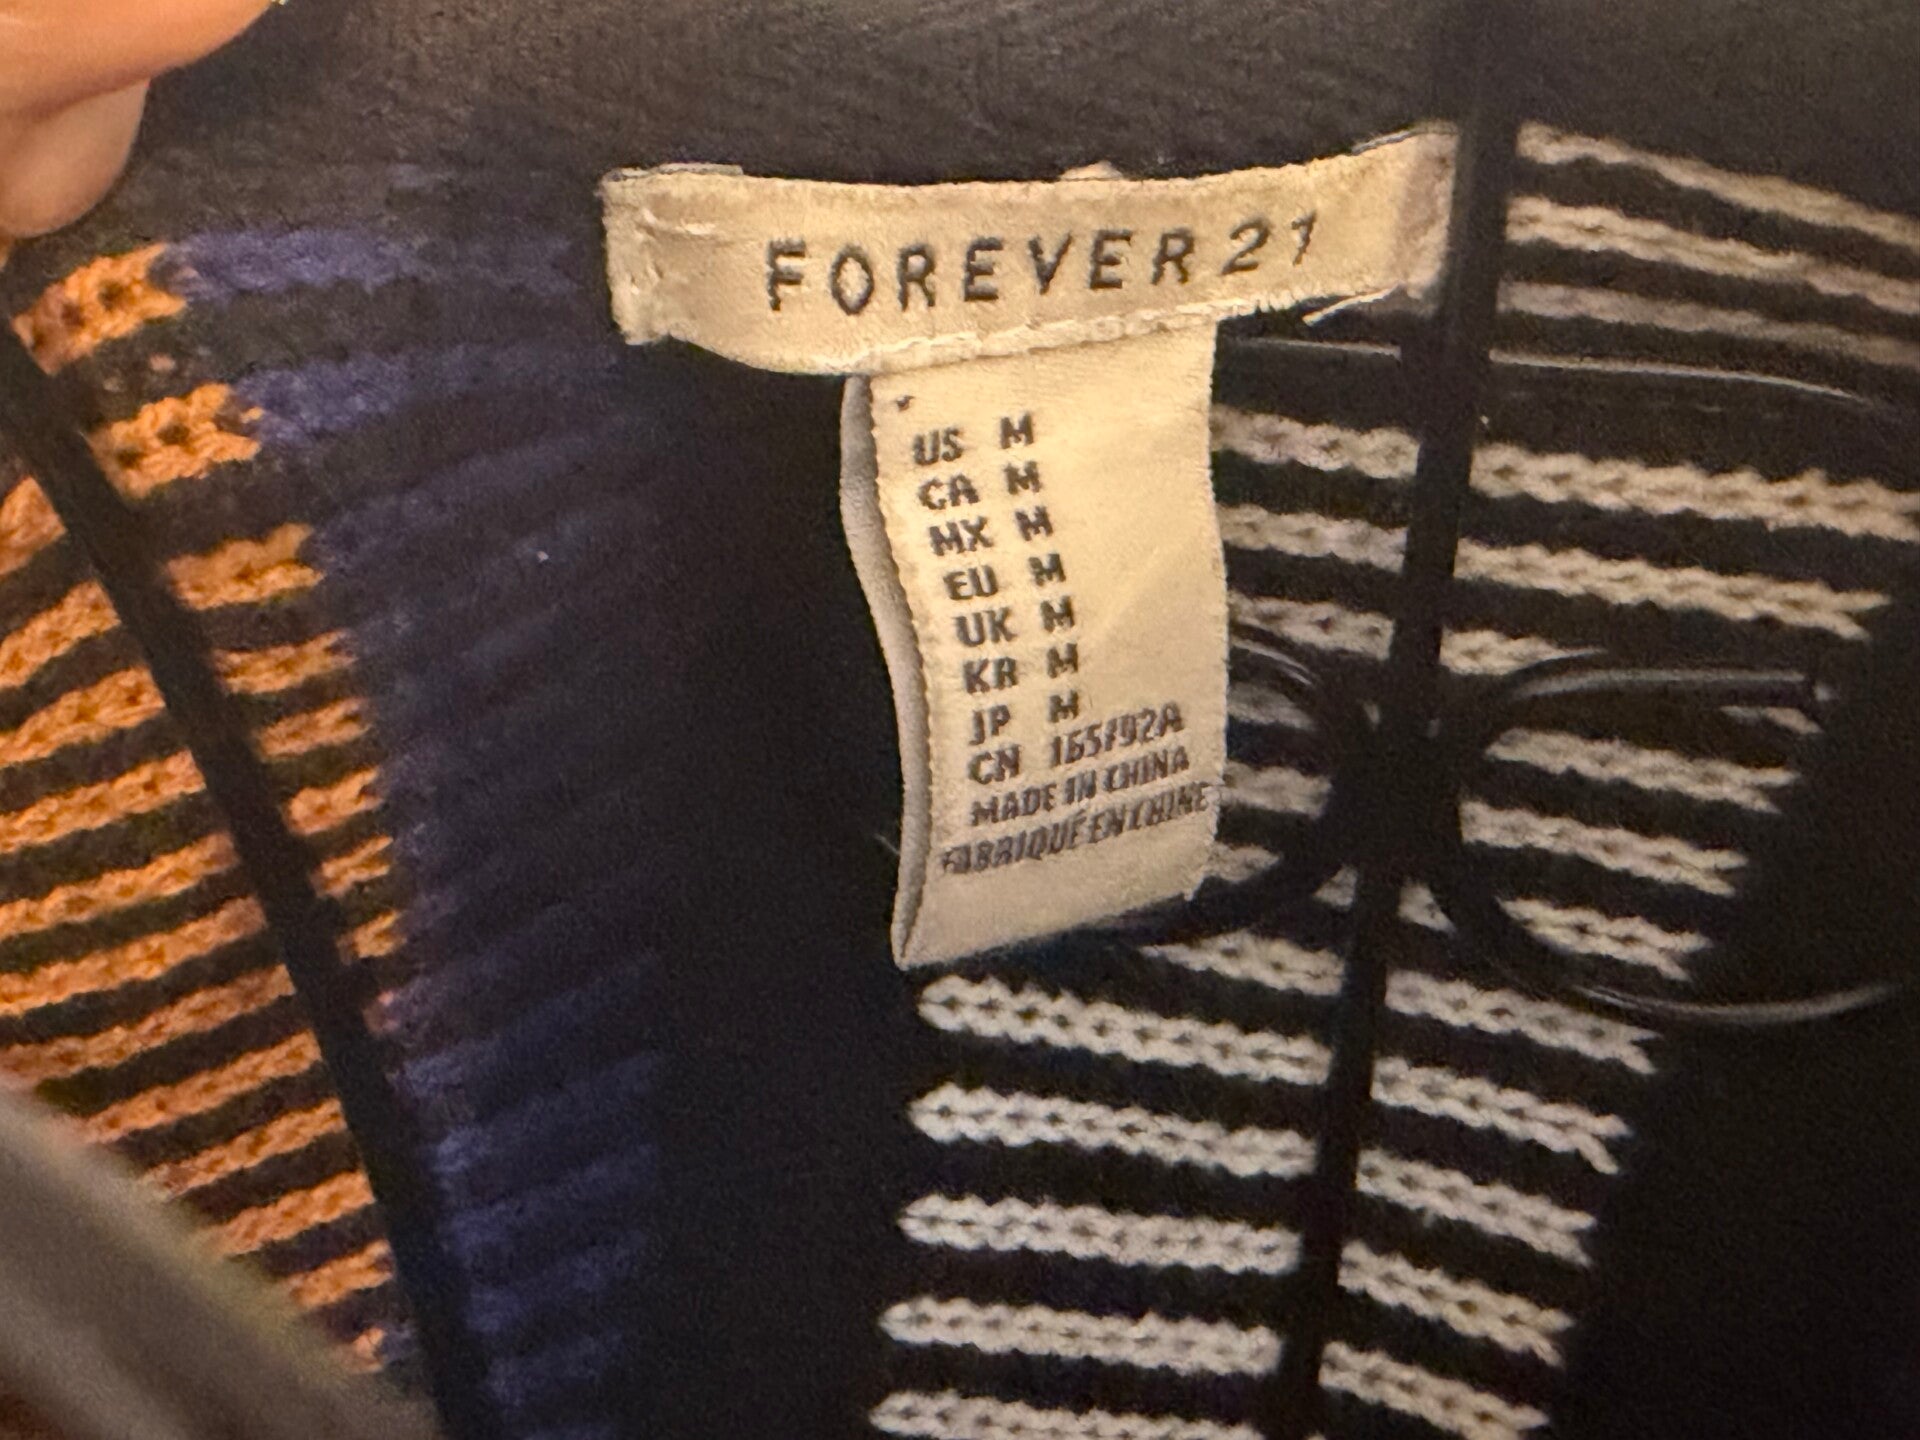 FOREVER 21
US M
CA M
MX M
EU M
UK M
KR M
JP M
CN 165/92A
MADE IN CHINA
FABRIQUÉ EN CHINE